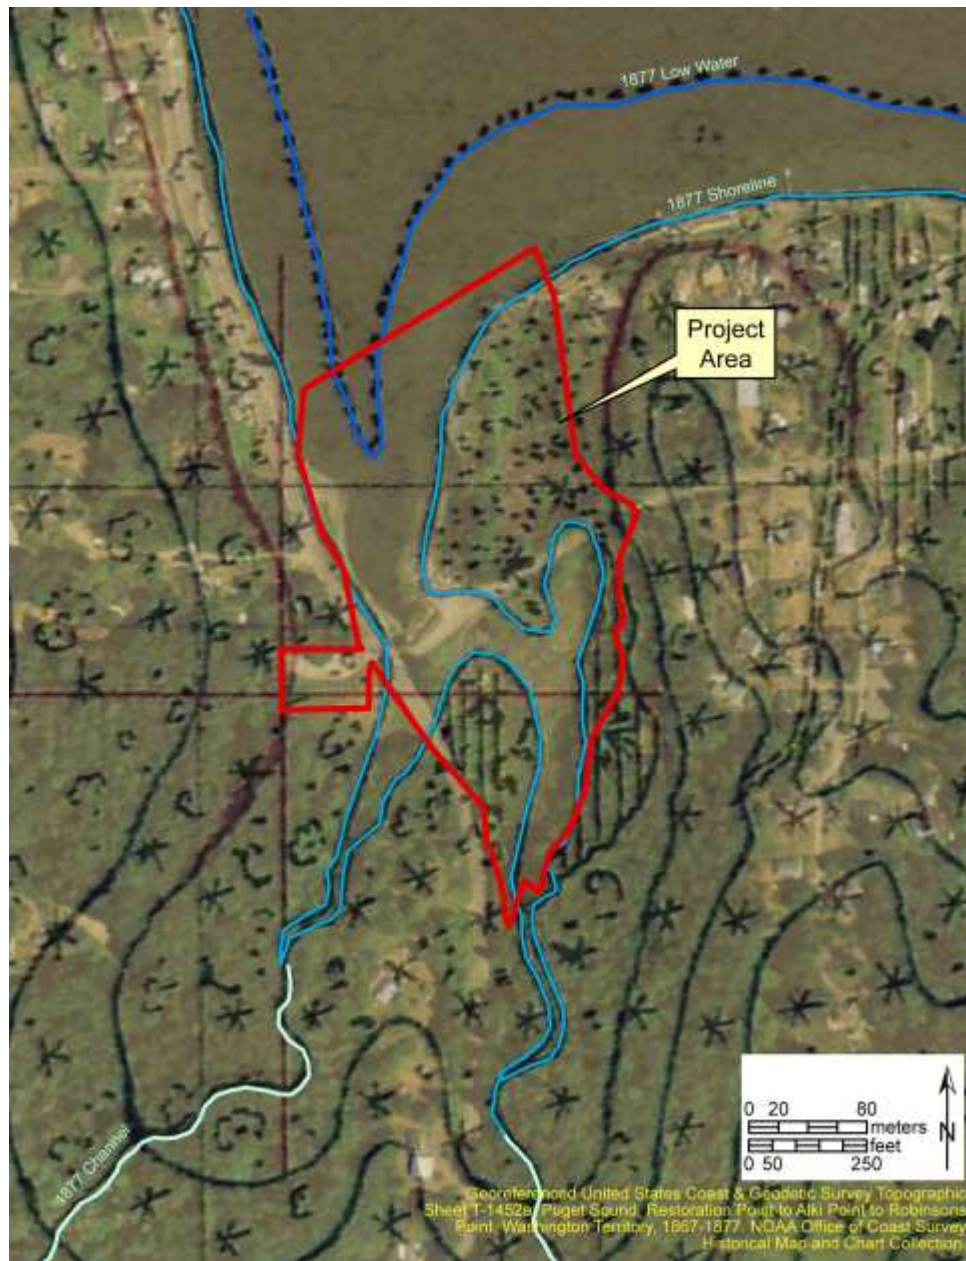 1877 Low Water
1877 Shoreline
Project
Area
1877 Channel
0 20 80
meters
feet
0 50 250
N
Georeferenced United States Coast & Geodetic Survey Topographic
Sheet T-1452a, Puget Sound, Restoration Point to Alki Point to Robinsons
Point, Washington Territory, 1867-1877. NOAA Office of Coast Survey
Historical Map and Chart Collection.